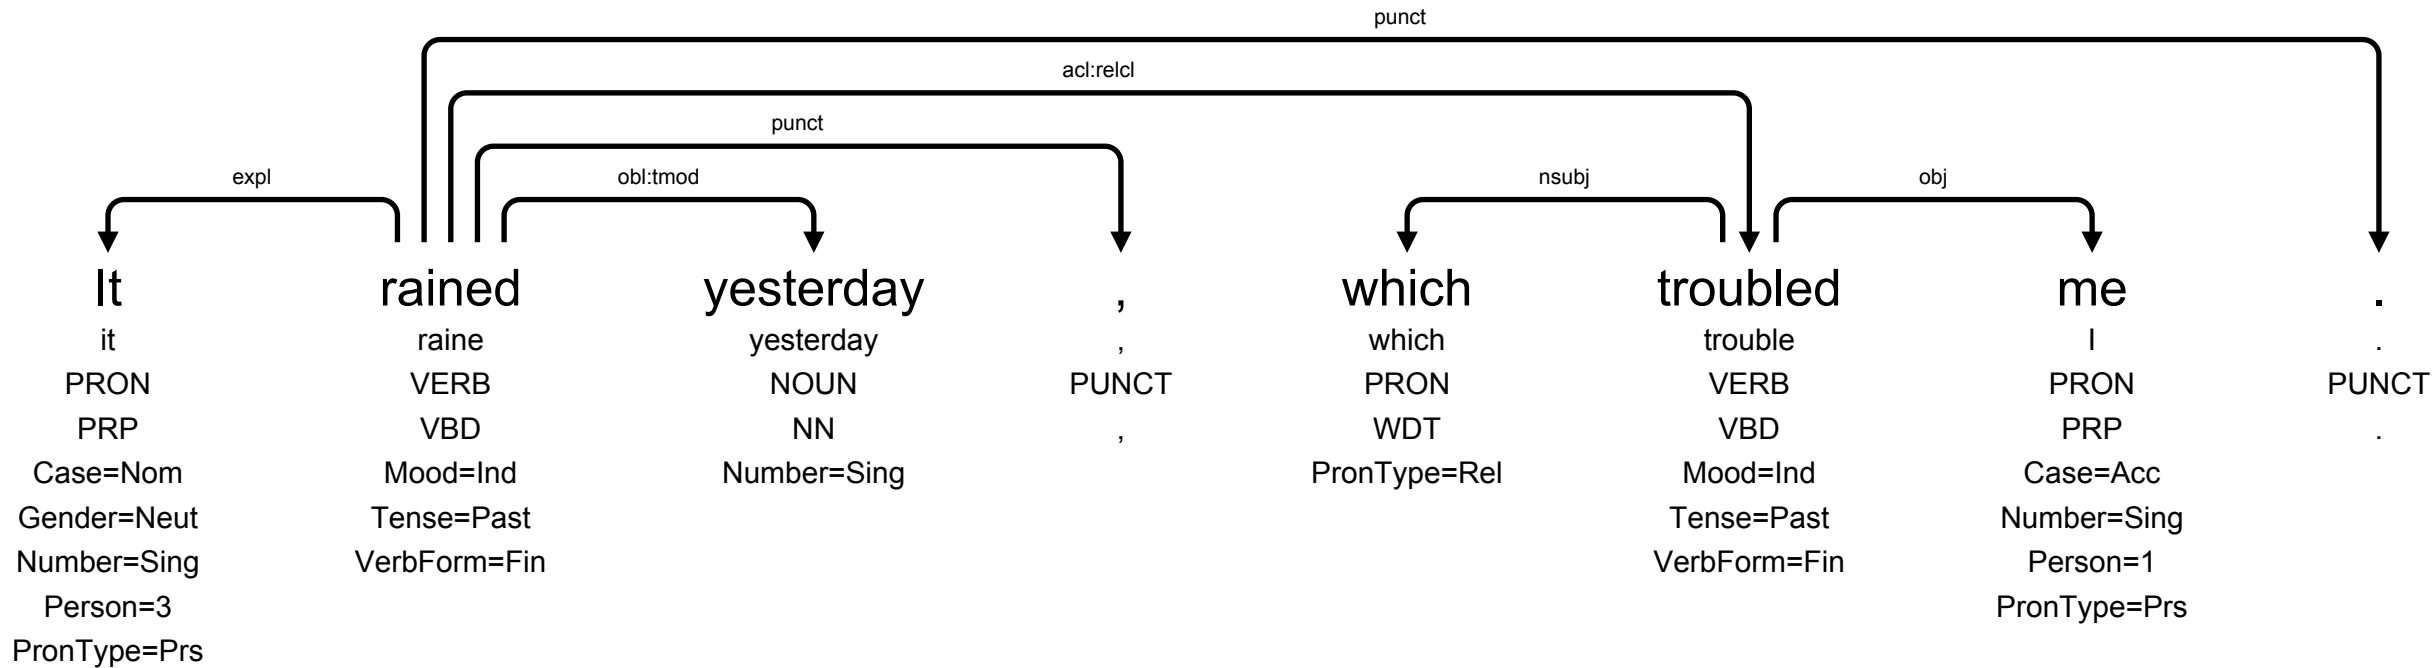 punct
acl:relcl
punct
expl obl:tmod nsubj obj
It rained yesterday , which troubled me .
it raine yesterday , which trouble I .
PRON VERB NOUN PUNCT PRON VERB PRON PUNCT
PRP VBD NN , WDT VBD PRP .
Case=Nom Mood=Ind Number=Sing PronType=Rel Mood=Ind Case=Acc
Gender=Neut Tense=Past Tense=Past Number=Sing
Number=Sing VerbForm=Fin VerbForm=Fin Person=1
Person=3 PronType=Prs
PronType=Prs